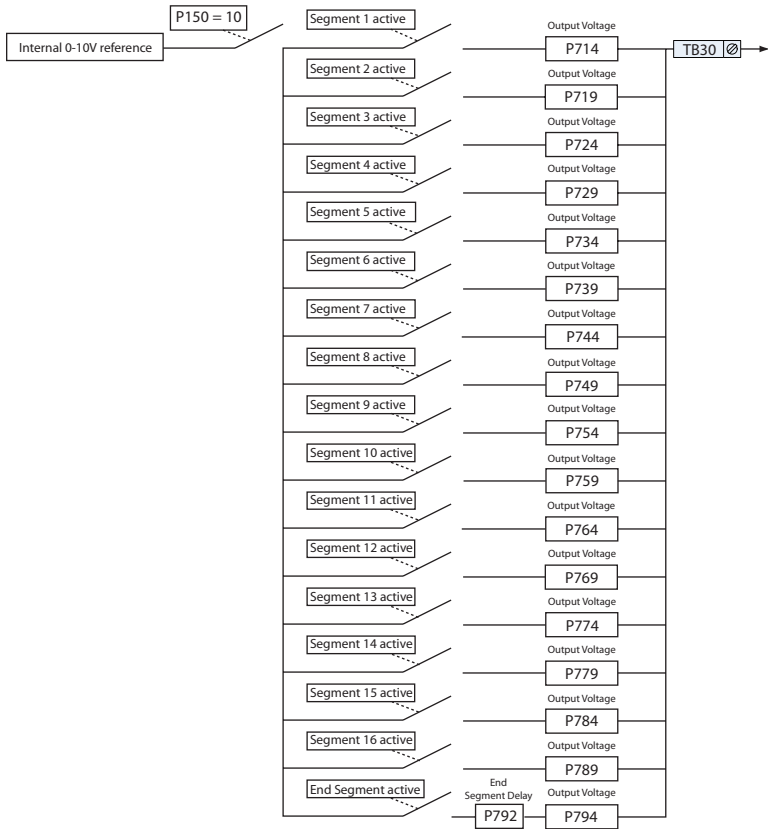 P150 = 10
Internal 0-10V reference
Segment 1 active
Output Voltage
P714
TB30
Segment 2 active
Output Voltage
P719
Segment 3 active
Output Voltage
P724
Segment 4 active
Output Voltage
P729
Segment 5 active
Output Voltage
P734
Segment 6 active
Output Voltage
P739
Segment 7 active
Output Voltage
P744
Segment 8 active
Output Voltage
P749
Segment 9 active
Output Voltage
P754
Segment 10 active
Output Voltage
P759
Segment 11 active
Output Voltage
P764
Segment 12 active
Output Voltage
P769
Segment 13 active
Output Voltage
P774
Segment 14 active
Output Voltage
P779
Segment 15 active
Output Voltage
P784
Segment 16 active
Output Voltage
P789
End Segment active
End
Segment Delay
P792
Output Voltage
P794